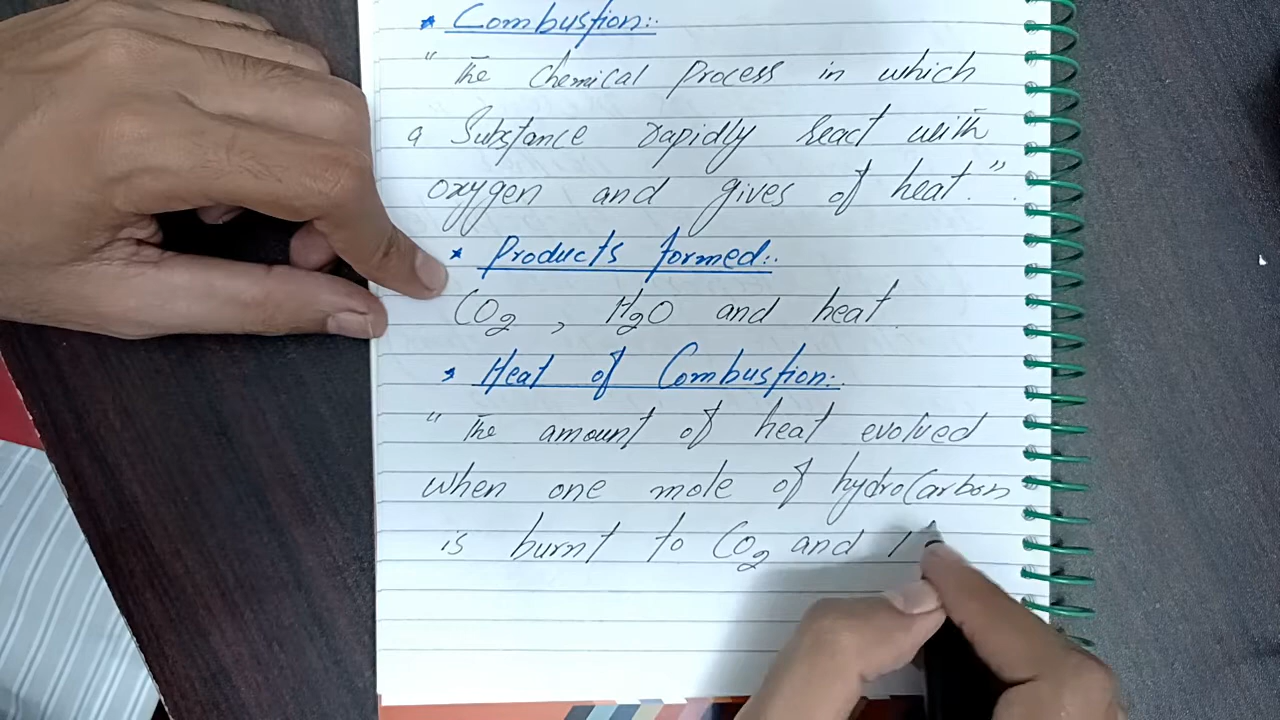 * Combustion:.
" The Chemical Process in which
a Substance rapidly react with
oxygen and gives of heat."
* Products formed:.
CO2 , H2O and heat.
* Heat of Combustion:.
" The amount of heat evolved
when one mole of hydroCarbon
is burnt to CO2 and